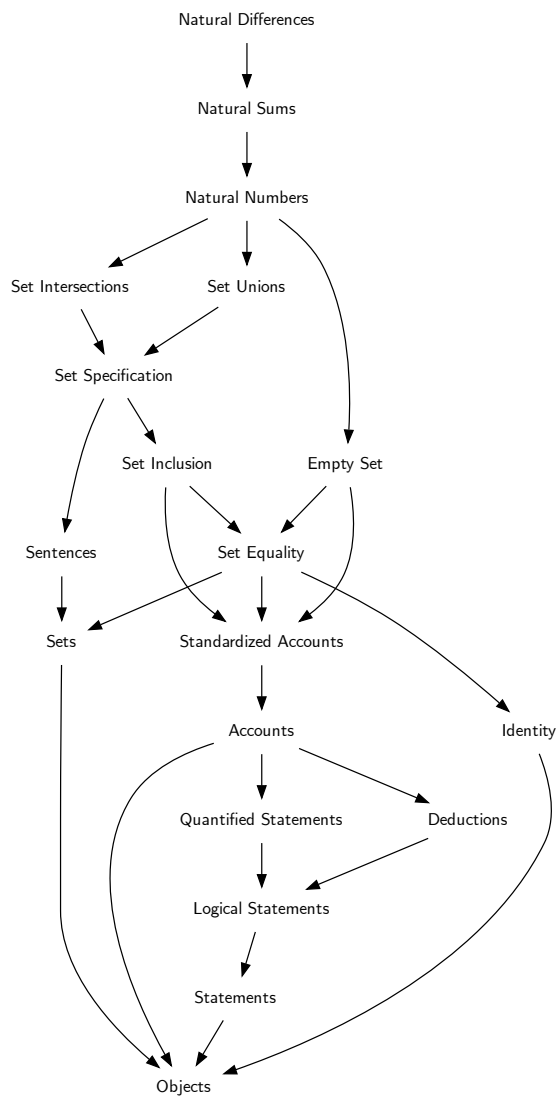 Natural Differences
Natural Sums
Natural Numbers
Set Intersections
Set Unions
Set Specification
Set Inclusion
Empty Set
Sentences
Set Equality
Sets
Standardized Accounts
Accounts
Identity
Quantified Statements
Deductions
Logical Statements
Statements
Objects